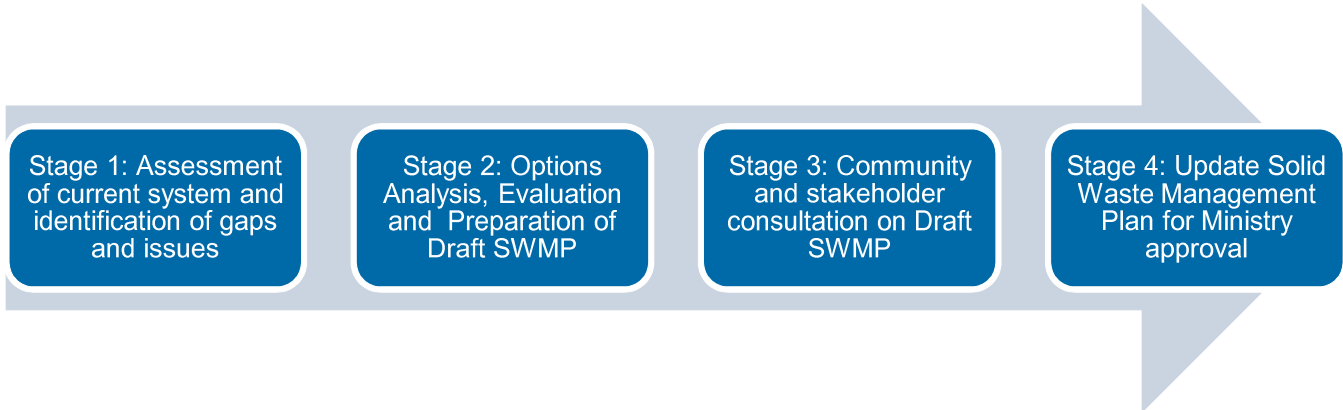 Stage 1: Assessment
of current system and
identification of gaps
and issues
Stage 2: Options
Analysis, Evaluation
and  Preparation of
Draft SWMP
Stage 3: Community
and stakeholder
consultation on Draft
SWMP
Stage 4: Update Solid
Waste Management
Plan for Ministry
approval